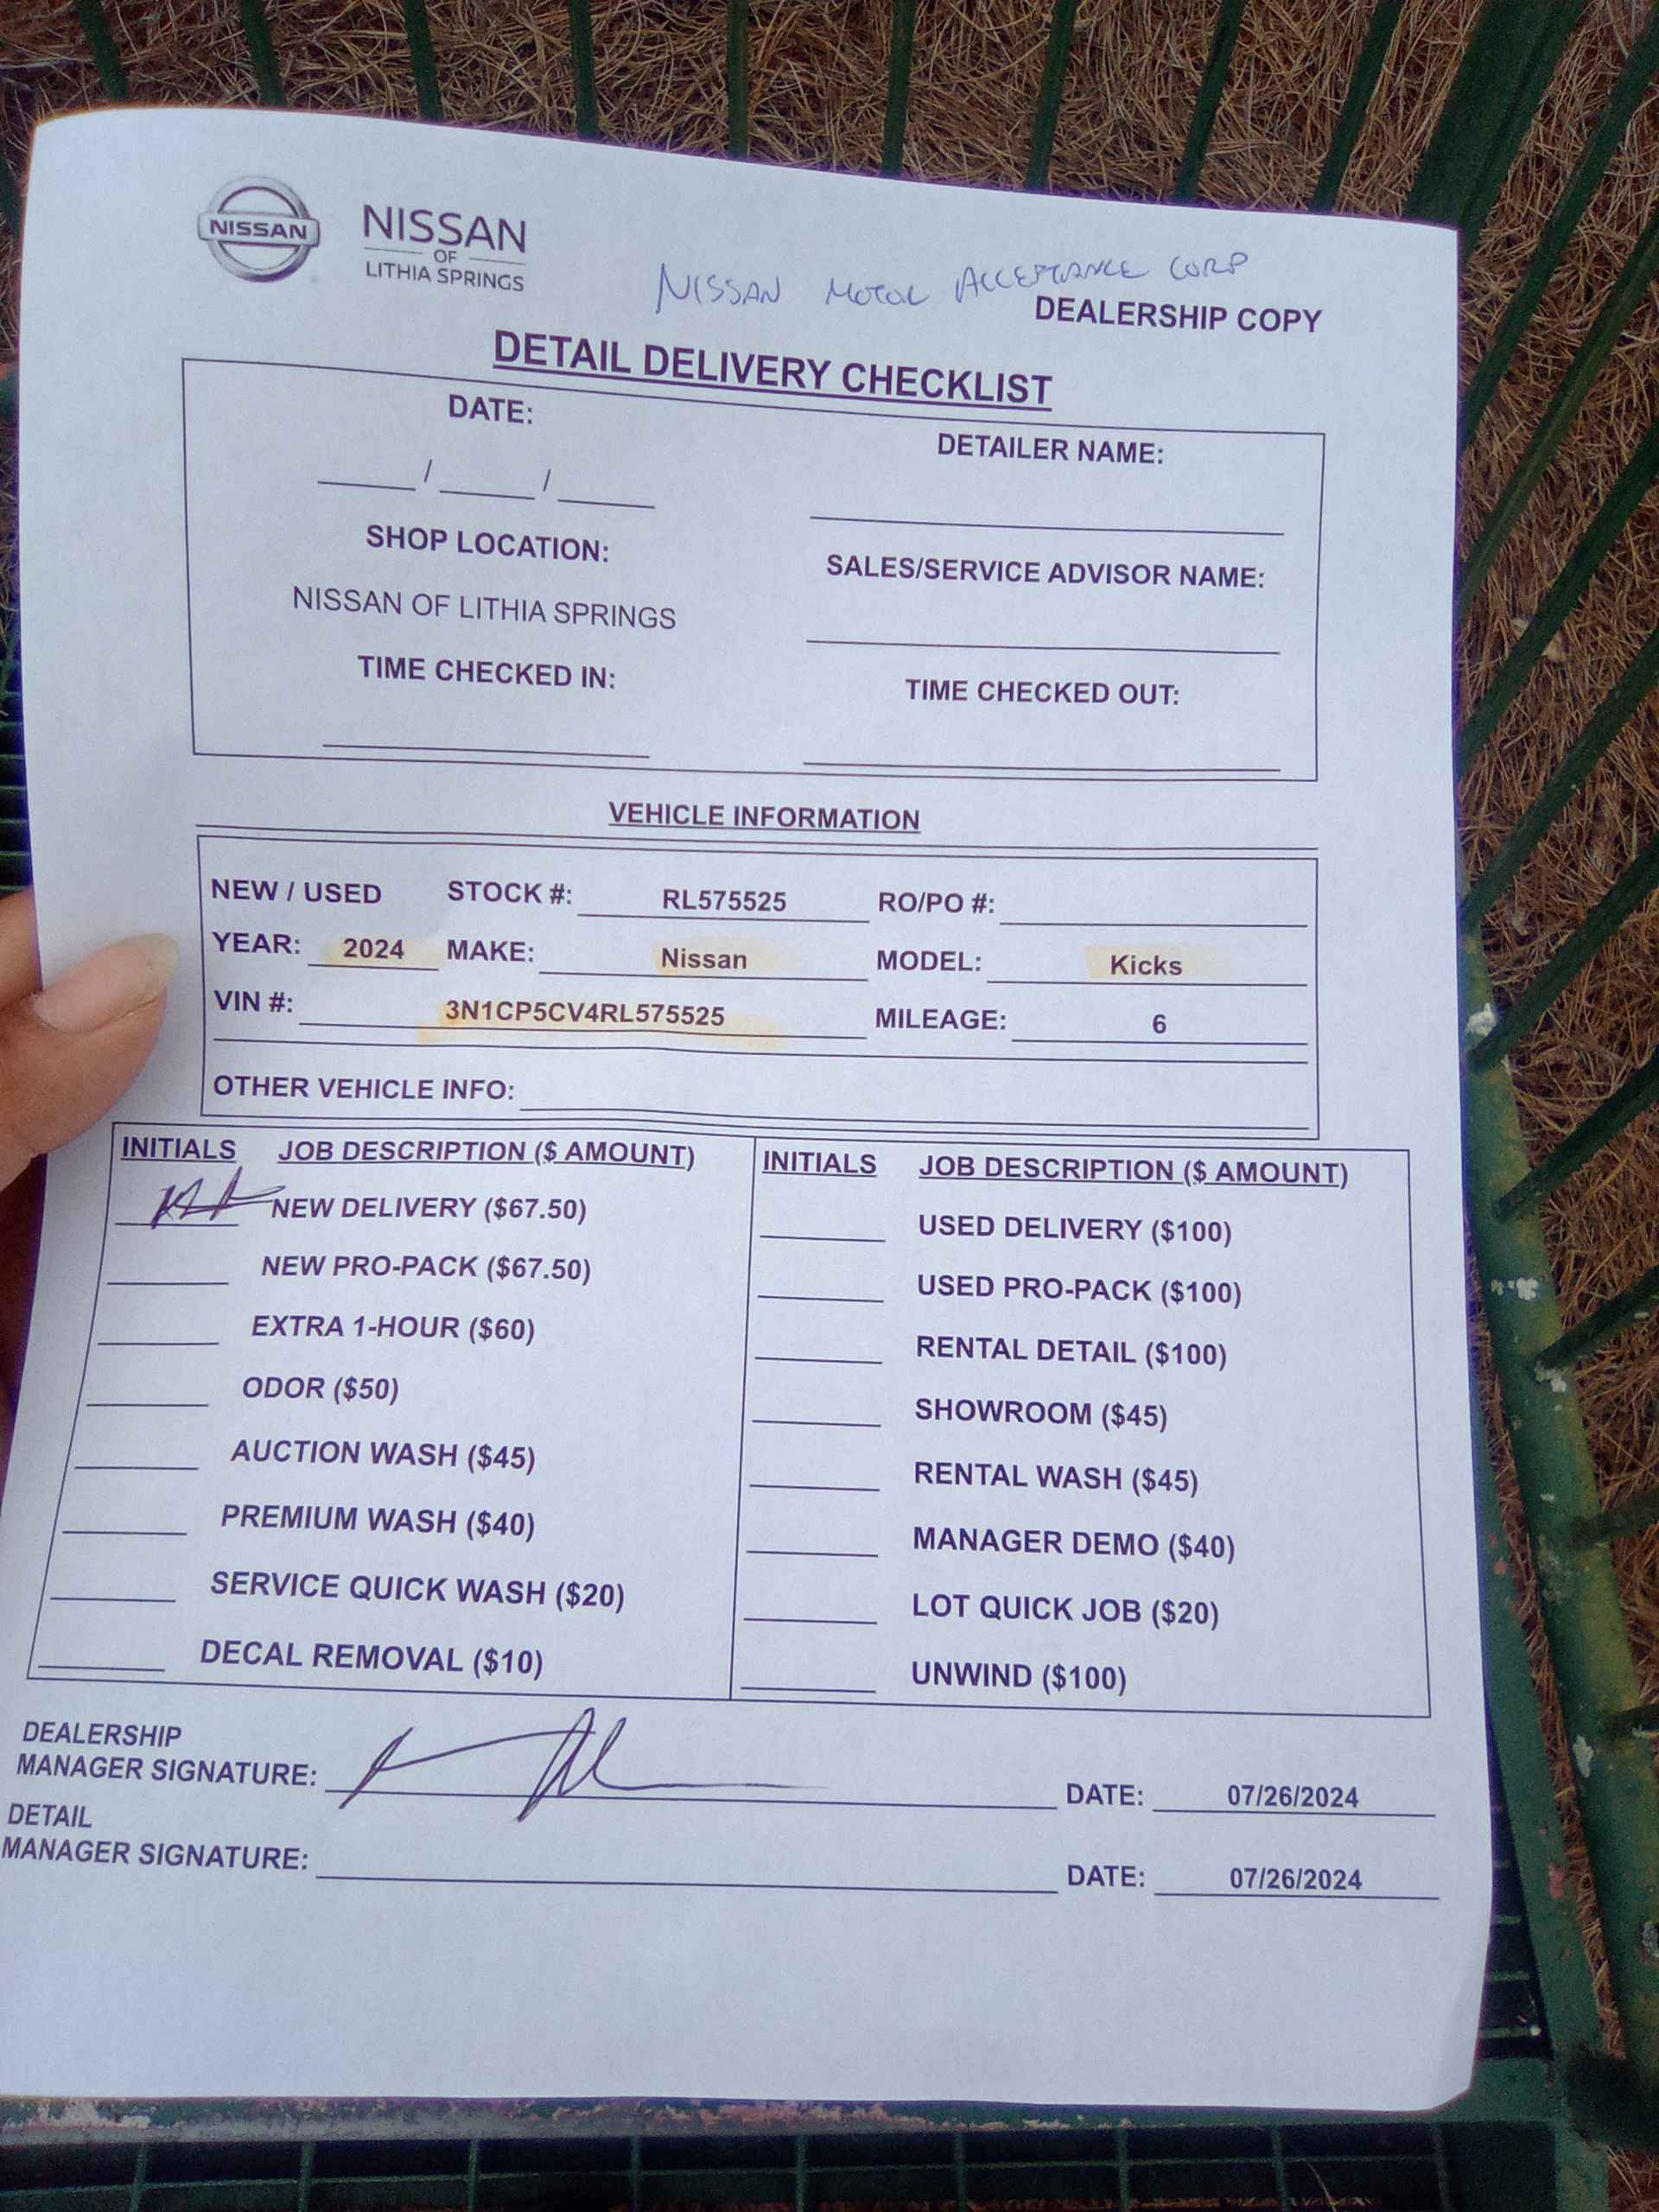 NISSAN
NISSAN
OF
LITHIA SPRINGS
NISSAN MOTOR ACCEPTANCE CORP
DEALERSHIP COPY
DETAIL DELIVERY CHECKLIST
DATE:
DETAILER NAME:
____/____/____
SHOP LOCATION:
SALES/SERVICE ADVISOR NAME:
NISSAN OF LITHIA SPRINGS
TIME CHECKED IN:
TIME CHECKED OUT:
VEHICLE INFORMATION
NEW / USED STOCK #: RL575525 RO/PO #:
YEAR: 2024 MAKE: Nissan MODEL: Kicks
VIN #: 3N1CP5CV4RL575525 MILEAGE: 6
OTHER VEHICLE INFO:
INITIALS JOB DESCRIPTION ($ AMOUNT)
NEW DELIVERY ($67.50)
NEW PRO-PACK ($67.50)
EXTRA 1-HOUR ($60)
ODOR ($50)
AUCTION WASH ($45)
PREMIUM WASH ($40)
SERVICE QUICK WASH ($20)
DECAL REMOVAL ($10)
INITIALS JOB DESCRIPTION ($ AMOUNT)
USED DELIVERY ($100)
USED PRO-PACK ($100)
RENTAL DETAIL ($100)
SHOWROOM ($45)
RENTAL WASH ($45)
MANAGER DEMO ($40)
LOT QUICK JOB ($20)
UNWIND ($100)
DEALERSHIP
MANAGER SIGNATURE: DATE: 07/26/2024
DETAIL
MANAGER SIGNATURE: DATE: 07/26/2024